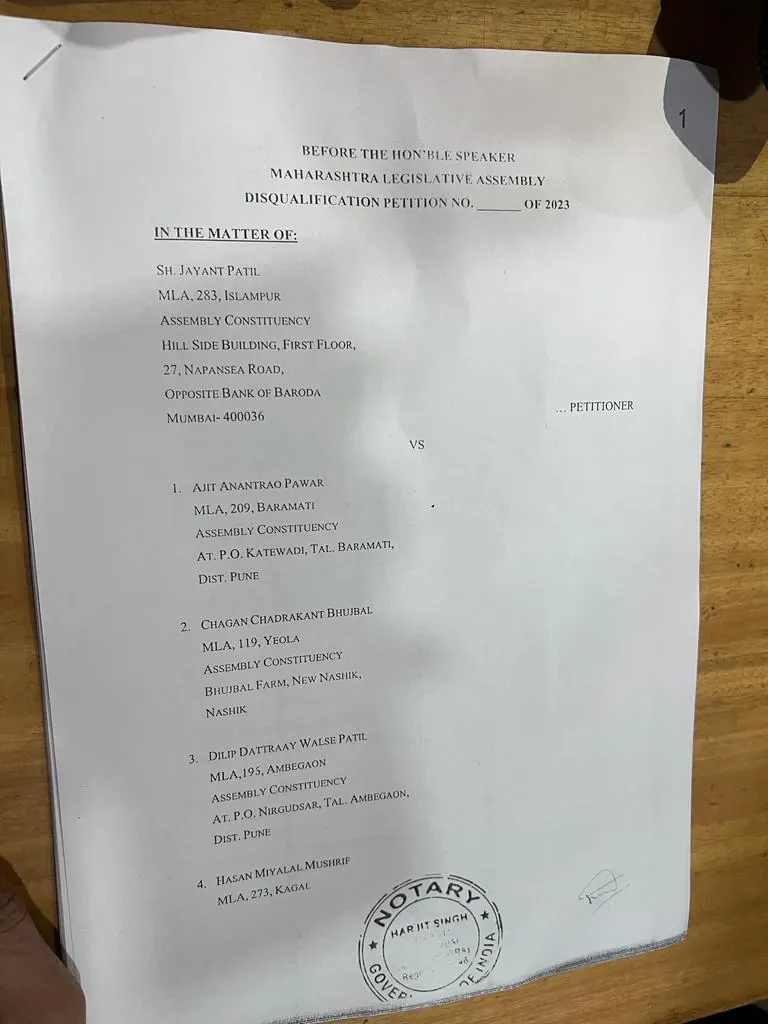 1
BEFORE THE HON'BLE SPEAKER
MAHARASHTRA LEGISLATIVE ASSEMBLY
DISQUALIFICATION PETITION NO. ______ OF 2023
IN THE MATTER OF:
SH. JAYANT PATIL
MLA, 283, ISLAMPUR
ASSEMBLY CONSTITUENCY
HILL SIDE BUILDING, FIRST FLOOR,
27, NAPANSEA ROAD,
OPPOSITE BANK OF BARODA
MUMBAI- 400036
... PETITIONER
VS
1. AJIT ANANTRAO PAWAR
MLA, 209, BARAMATI
ASSEMBLY CONSTITUENCY
AT. P.O. KATEWADI, TAL. BARAMATI,
DIST. PUNE
2. CHAGAN CHADRAKANT BHUJBAL
MLA, 119, YEOLA
ASSEMBLY CONSTITUENCY
BHUJBAL FARM, NEW NASHIK,
NASHIK
3. DILIP DATTRAAY WALSE PATIL
MLA,195, AMBEGAON
ASSEMBLY CONSTITUENCY
AT. P.O. NIRGUDSAR, TAL. AMBEGAON,
DIST. PUNE
4. HASAN MIYALAL MUSHRIF
MLA, 273, KAGAL
NOTARY
HARJIT SINGH
OF INDIA